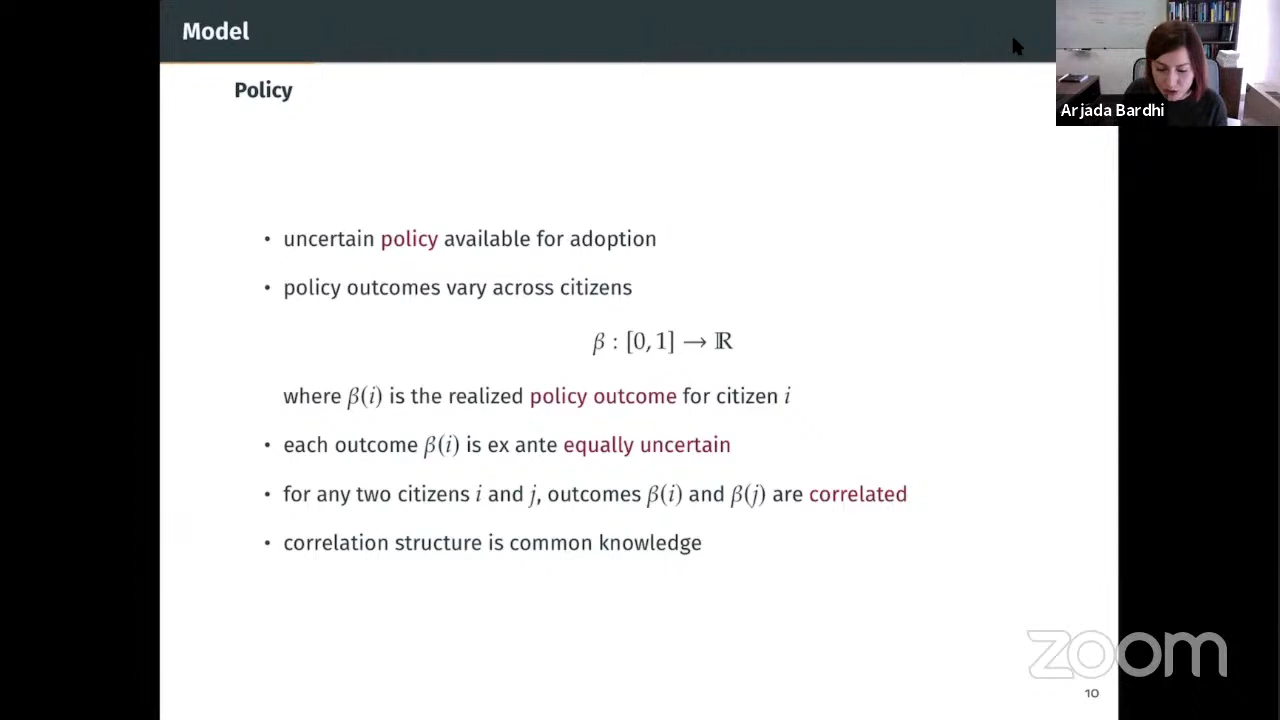 Model
Policy
Arjada Bardhi
• uncertain policy available for adoption
• policy outcomes vary across citizens
β : [0, 1] → ℝ
where β(i) is the realized policy outcome for citizen i
• each outcome β(i) is ex ante equally uncertain
• for any two citizens i and j, outcomes β(i) and β(j) are correlated
• correlation structure is common knowledge
zoom
10